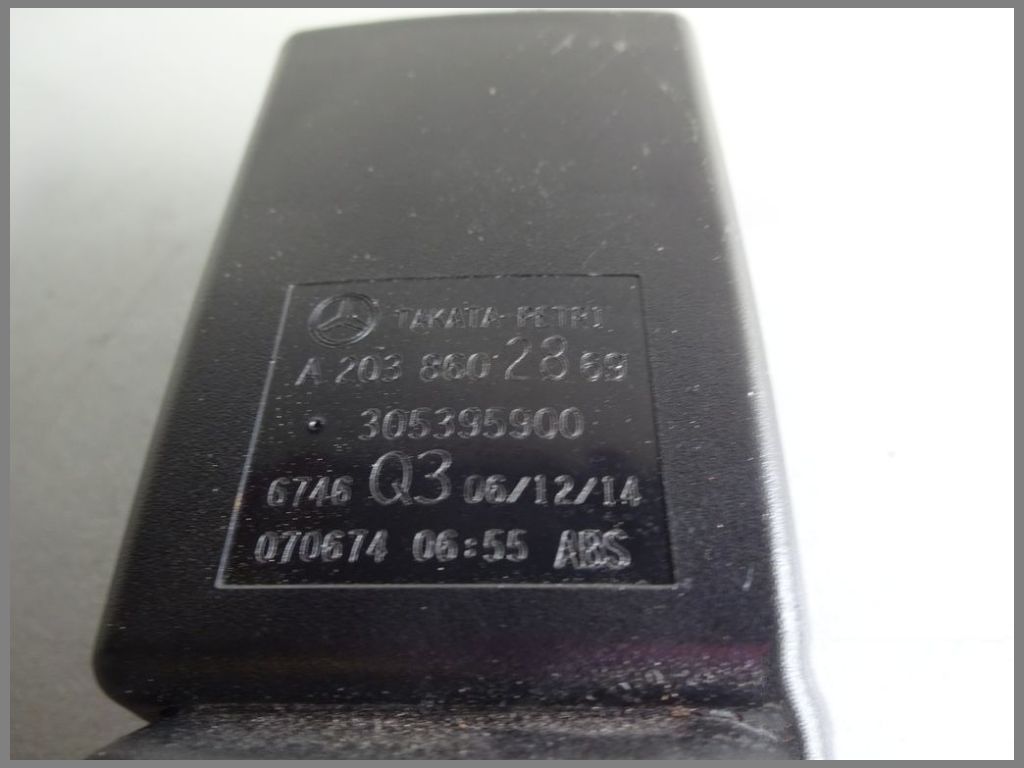 TAKATA-PETRI
A 203 860 28 69
305395900
6746 Q3 06/12/14
070674 06:55 ABS